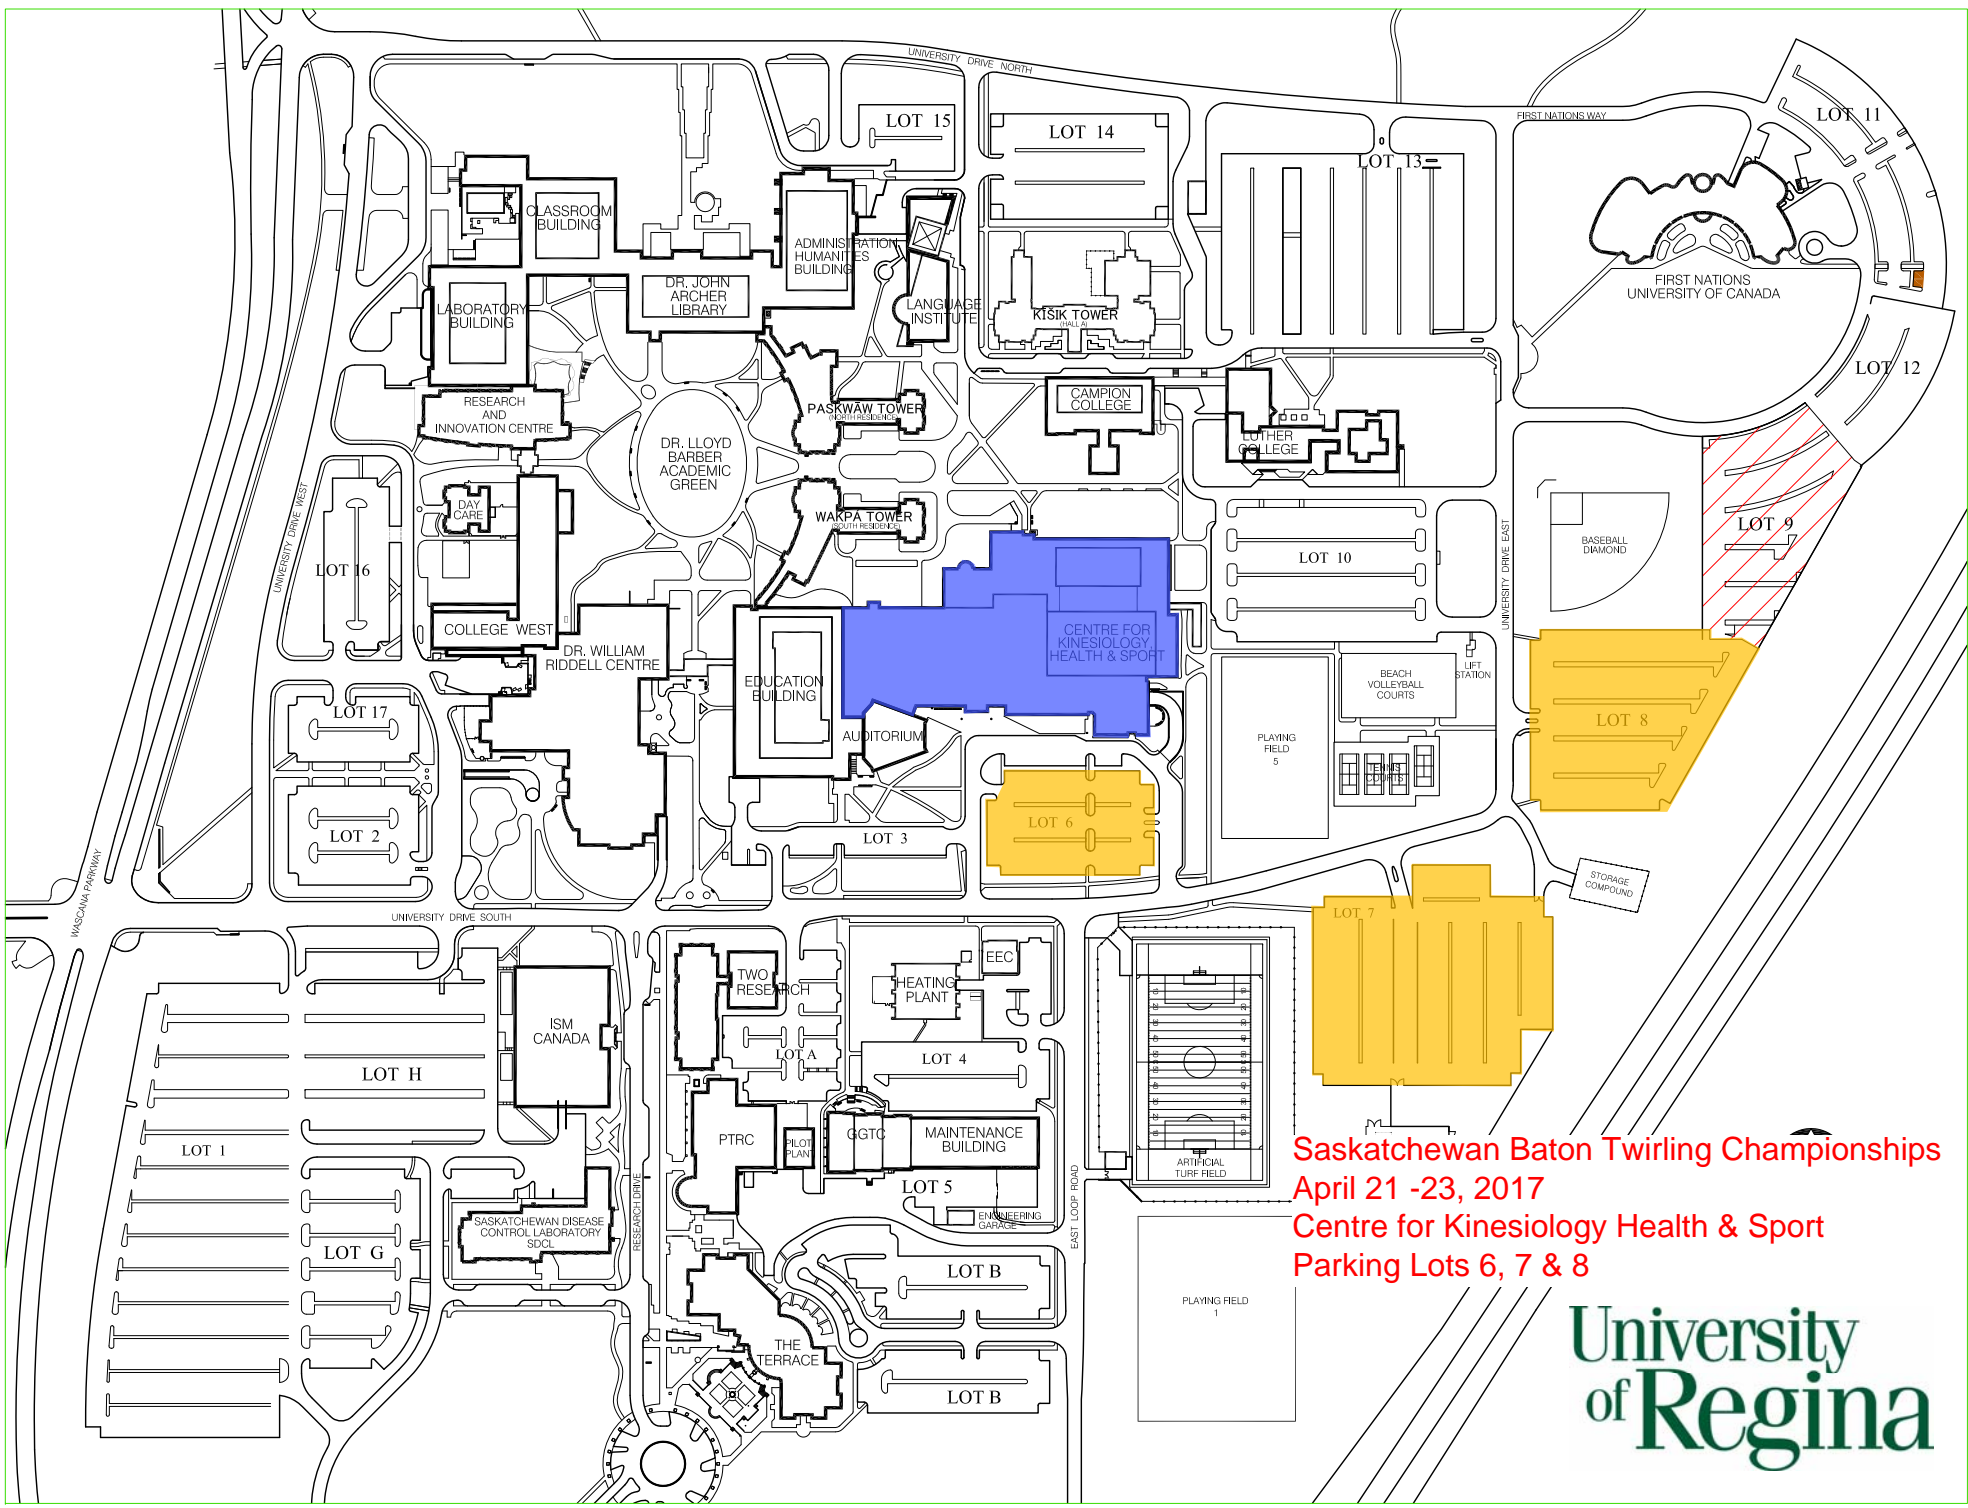 UNIVERSITY DRIVE NORTH
LOT 15
LOT 14
LOT 13
FIRST NATIONS WAY
LOT 11
CLASSROOM
BUILDING
ADMINISTRATION
HUMANITIES
BUILDING
DR. JOHN
ARCHER
LIBRARY
LABORATORY
BUILDING
LANGUAGE
INSTITUTE
KĪŠIK TOWER
(HALL A)
FIRST NATIONS
UNIVERSITY OF CANADA
LOT 12
RESEARCH
AND
INNOVATION CENTRE
PASKWĀW TOWER
(NORTH RESIDENCE)
CAMPION
COLLEGE
LUTHER
COLLEGE
DR. LLOYD
BARBER
ACADEMIC
GREEN
DAY
CARE
WAKPÁ TOWER
(SOUTH RESIDENCE)
UNIVERSITY DRIVE WEST
LOT 16
LOT 10
UNIVERSITY DRIVE EAST
BASEBALL
DIAMOND
LOT 9
COLLEGE WEST
DR. WILLIAM
RIDDELL CENTRE
CENTRE FOR
KINESIOLOGY,
HEALTH & SPORT
EDUCATION
BUILDING
AUDITORIUM
BEACH
VOLLEYBALL
COURTS
LIFT
STATION
LOT 17
LOT 8
PLAYING
FIELD
5
TENNIS
COURTS
LOT 2
LOT 3
LOT 6
STORAGE
COMPOUND
WASCANA PARKWAY
UNIVERSITY DRIVE SOUTH
LOT 7
TWO
RESEARCH
HEATING
PLANT
EEC
ISM
CANADA
LOT A
LOT 4
LOT H
LOT 1
PTRC
PILOT
PLANT
GGTC
MAINTENANCE
BUILDING
ARTIFICIAL
TURF FIELD
LOT 5
ENGINEERING
GARAGE
RESEARCH DRIVE
EAST LOOP ROAD
SASKATCHEWAN DISEASE
CONTROL LABORATORY
SDCL
LOT G
LOT B
PLAYING FIELD
1
THE
TERRACE
LOT B
Saskatchewan Baton Twirling Championships
April 21 -23, 2017
Centre for Kinesiology Health & Sport
Parking Lots 6, 7 & 8
University
of Regina